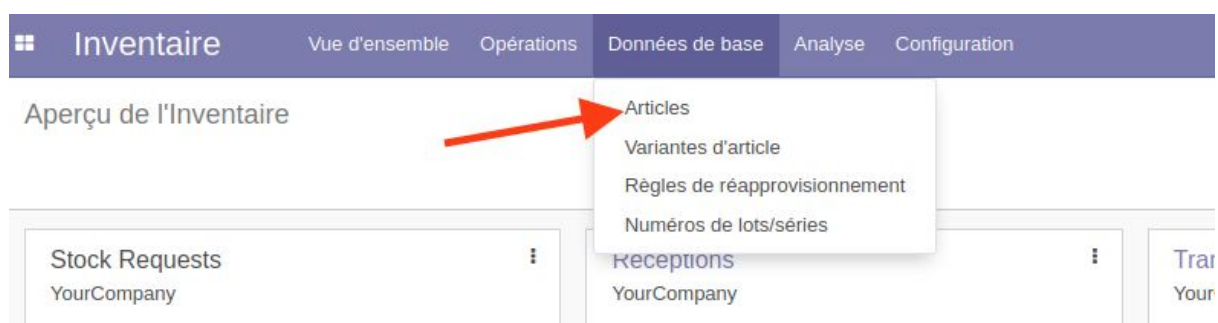 Inventaire Vue d'ensemble Opérations Données de base Analyse Configuration
Aperçu de l'Inventaire
Articles
Variantes d'article
Règles de réapprovisionnement
Numéros de lots/séries
Stock Requests
YourCompany
Receptions
YourCompany